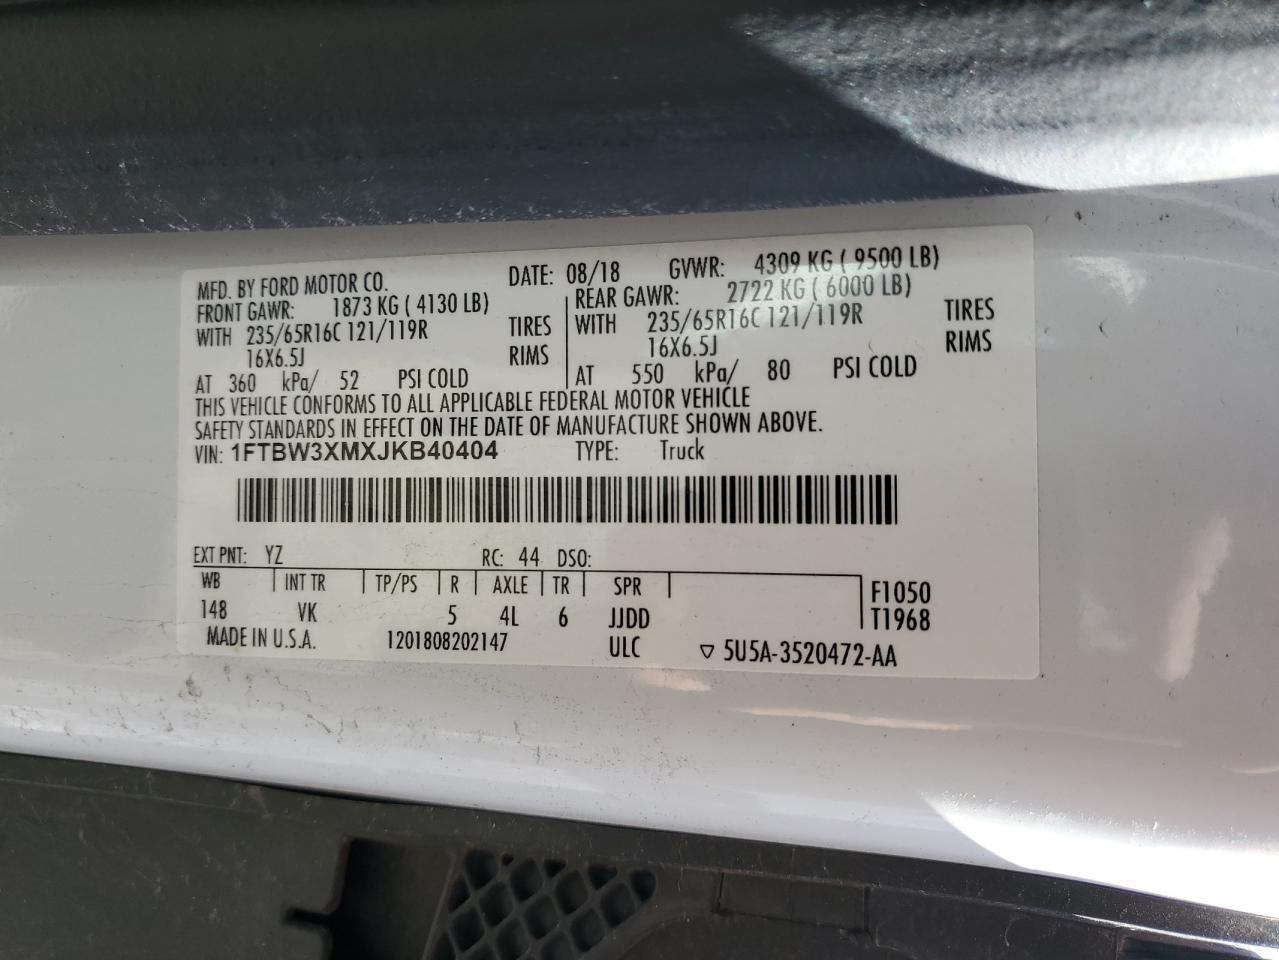 MFD. BY FORD MOTOR CO. DATE: 08/18 GVWR: 4309 KG ( 9500 LB)
FRONT GAWR: 1873 KG ( 4130 LB) REAR GAWR: 2722 KG ( 6000 LB)
WITH 235/65R16C 121/119R TIRES WITH 235/65R16C 121/119R TIRES
16X6.5J RIMS 16X6.5J RIMS
AT 360 kPa/ 52 PSI COLD AT 550 kPa/ 80 PSI COLD
THIS VEHICLE CONFORMS TO ALL APPLICABLE FEDERAL MOTOR VEHICLE
SAFETY STANDARDS IN EFFECT ON THE DATE OF MANUFACTURE SHOWN ABOVE.
VIN: 1FTBW3XMXJKB40404 TYPE: Truck
EXT PNT: YZ RC: 44 DSO:
WB INT TR TP/PS R AXLE TR SPR F1050
148 VK 5 4L 6 JJDD T1968
MADE IN U.S.A. 1201808202147 ULC ▽ 5U5A-3520472-AA